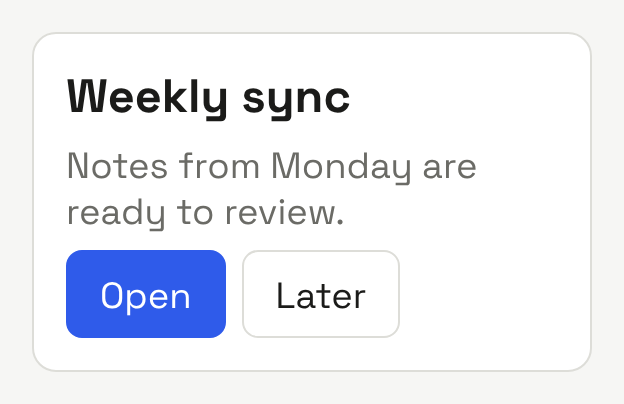 Weekly sync
Notes from Monday are
ready to review.
Open
Later